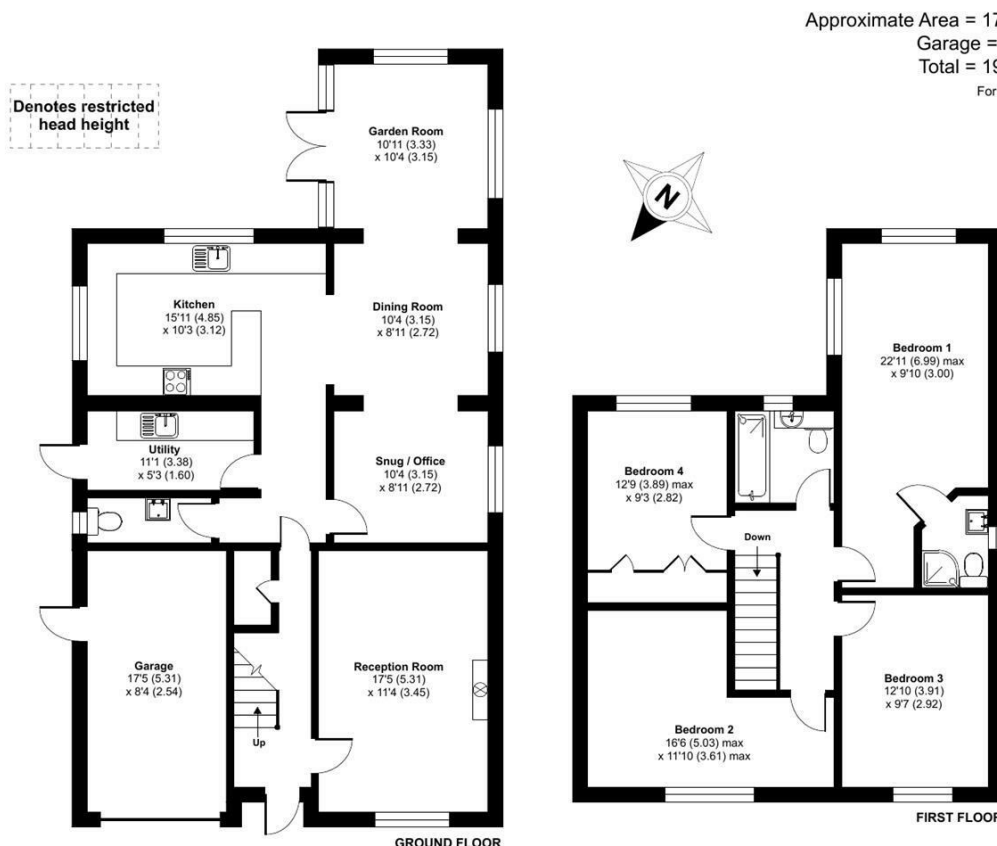 Approximate Area = 17
Garage =
Total = 19
For
Denotes restricted
head height
N
Garden Room
10'11 (3.33)
x 10'4 (3.15)
Kitchen
15'11 (4.85)
x 10'3 (3.12)
Dining Room
10'4 (3.15)
x 8'11 (2.72)
Utility
11'1 (3.38)
x 5'3 (1.60)
Snug / Office
10'4 (3.15)
x 8'11 (2.72)
Garage
17'5 (5.31)
x 8'4 (2.54)
Up
Reception Room
17'5 (5.31)
x 11'4 (3.45)
GROUND FLOOR
Bedroom 1
22'11 (6.99) max
x 9'10 (3.00)
Bedroom 4
12'9 (3.89) max
x 9'3 (2.82)
Down
Bedroom 3
12'10 (3.91)
x 9'7 (2.92)
Bedroom 2
16'6 (5.03) max
x 11'10 (3.61) max
FIRST FLOOR